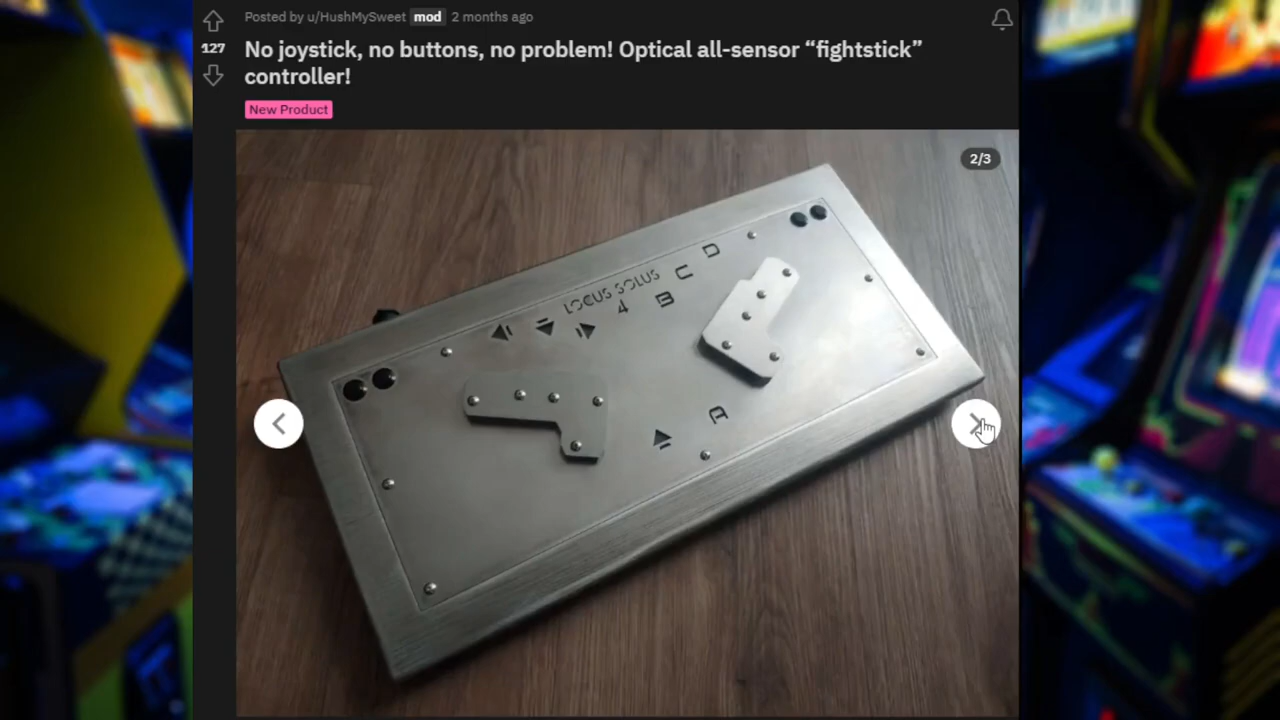 Posted by u/HushMySweet mod 2 months ago
127
No joystick, no buttons, no problem! Optical all-sensor “fightstick”
controller!
New Product
2/3
LOCUS SOLUS
4 B C D
A